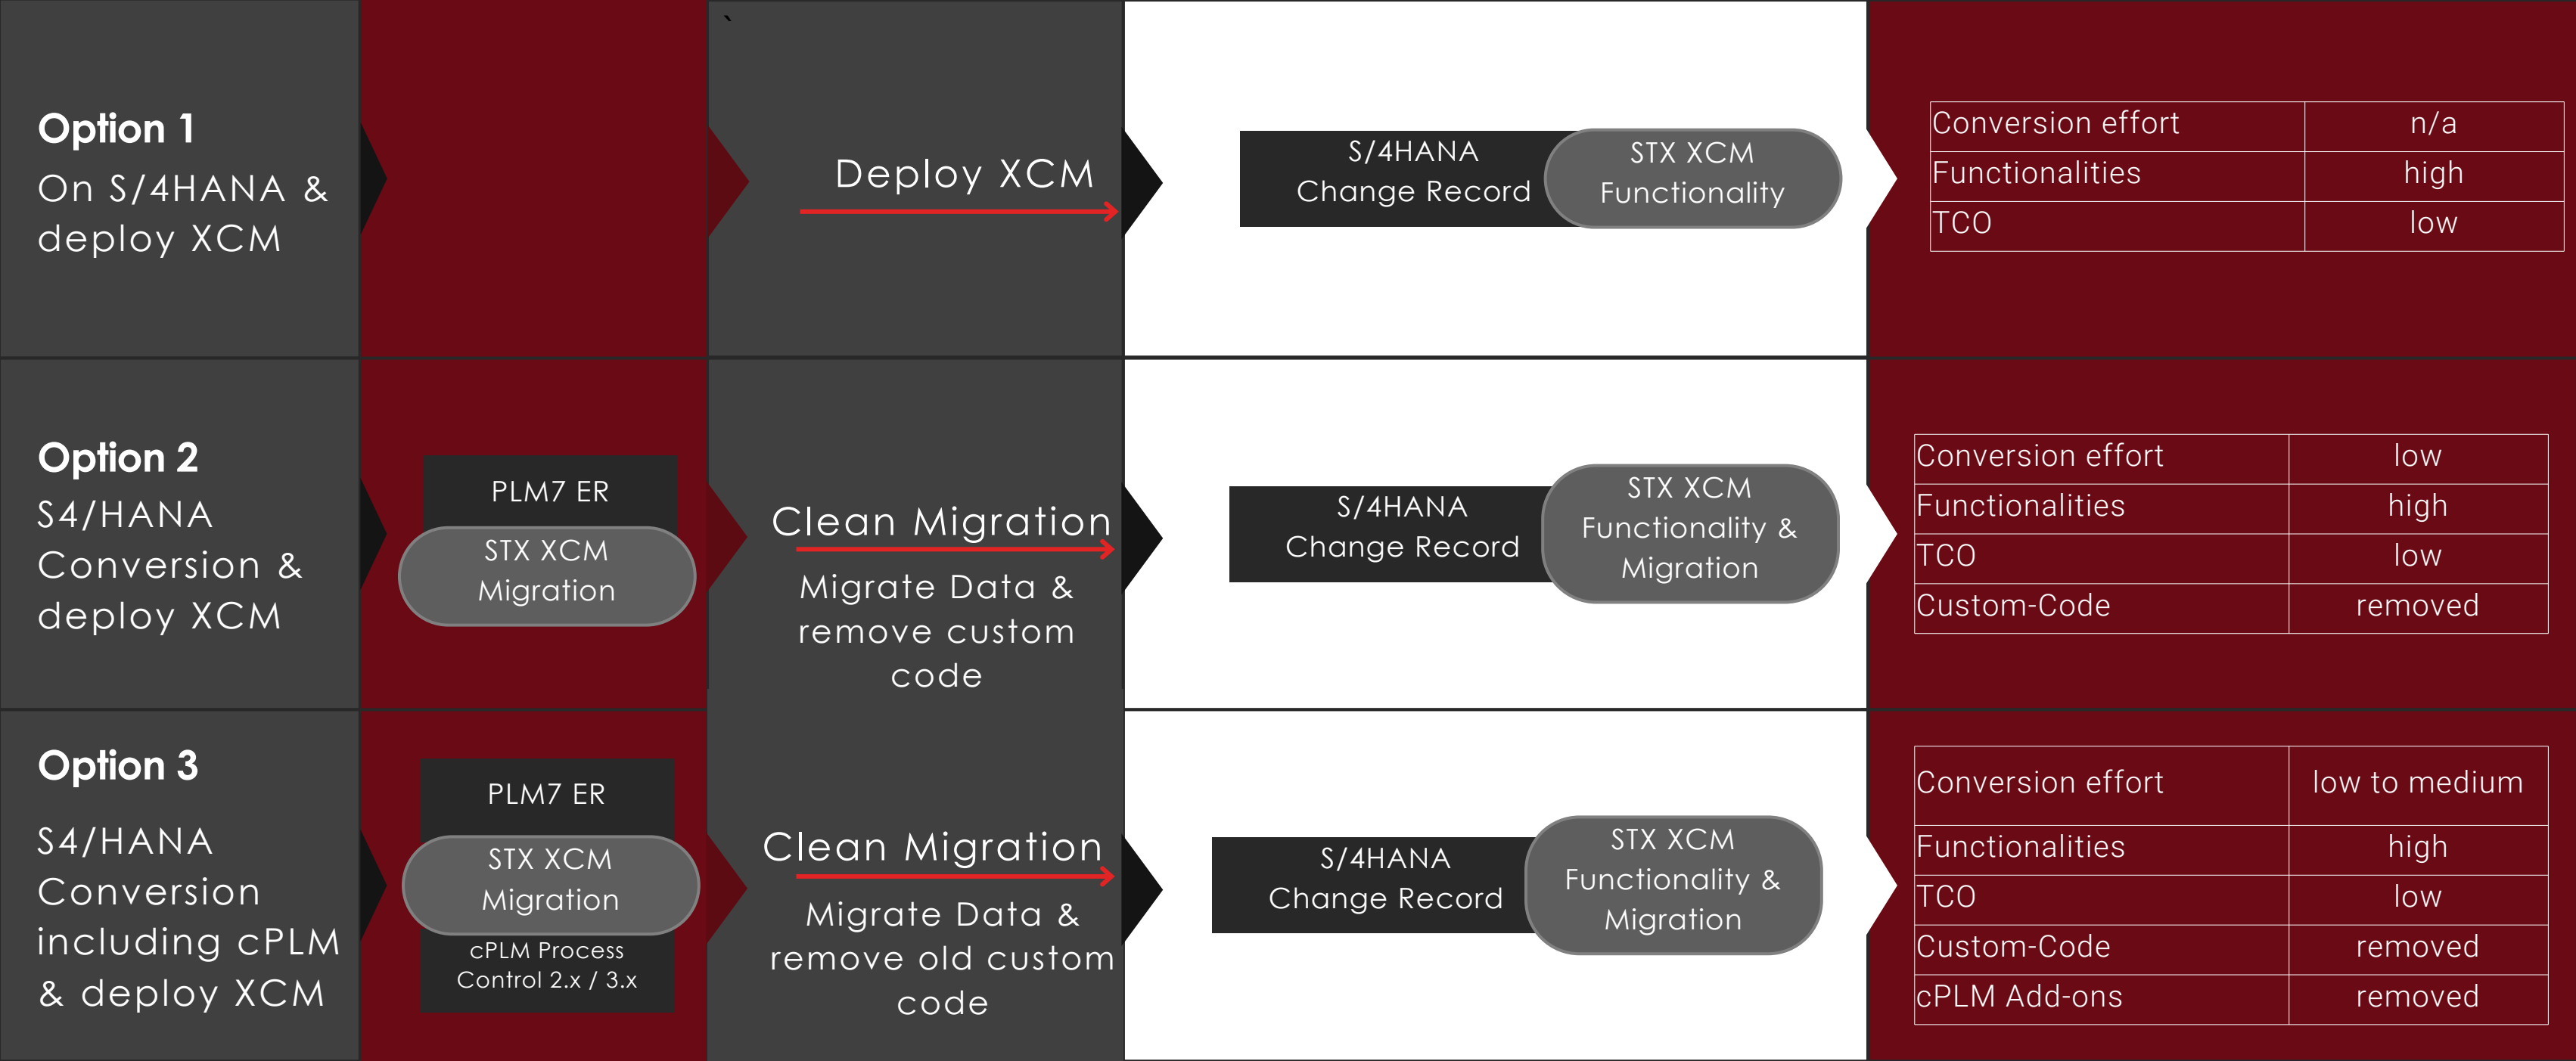 `
Option 1
On S/4HANA &
deploy XCM
Deploy XCM
S/4HANA
Change Record
STX XCM
Functionality
Conversion effort n/a
Functionalities high
TCO low
Option 2
S4/HANA
Conversion &
deploy XCM
PLM7 ER
STX XCM
Migration
Clean Migration
Migrate Data &
remove custom
code
S/4HANA
Change Record
STX XCM
Functionality &
Migration
Conversion effort low
Functionalities high
TCO low
Custom-Code removed
Option 3
S4/HANA
Conversion
including cPLM
& deploy XCM
PLM7 ER
STX XCM
Migration
cPLM Process
Control 2.x / 3.x
Clean Migration
Migrate Data &
remove old custom
code
S/4HANA
Change Record
STX XCM
Functionality &
Migration
Conversion effort low to medium
Functionalities high
TCO low
Custom-Code removed
cPLM Add-ons removed